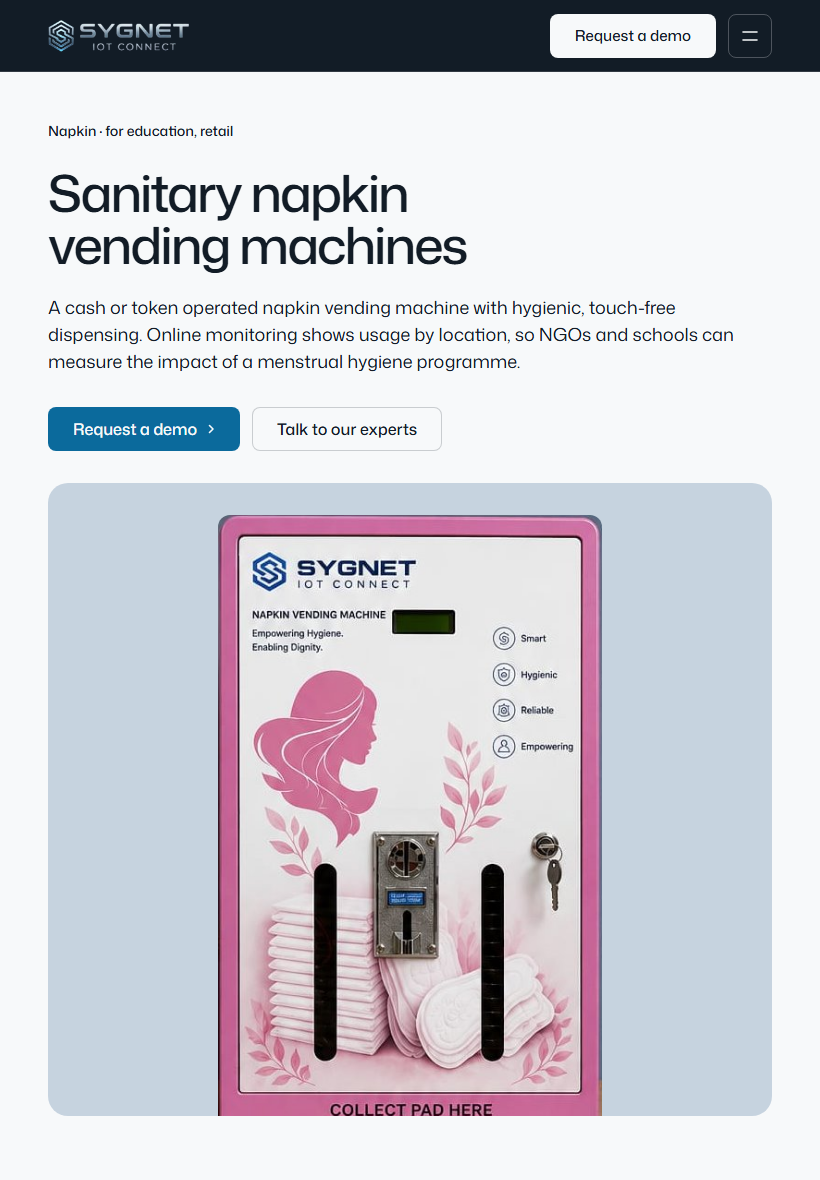 SYGNET
IOT CONNECT
Request a demo
Napkin · for education, retail
Sanitary napkin
vending machines
A cash or token operated napkin vending machine with hygienic, touch-free
dispensing. Online monitoring shows usage by location, so NGOs and schools can
measure the impact of a menstrual hygiene programme.
Request a demo
Talk to our experts
SYGNET
IOT CONNECT
NAPKIN VENDING MACHINE
Empowering Hygiene.
Enabling Dignity.
Smart
Hygienic
Reliable
Empowering
COLLECT PAD HERE